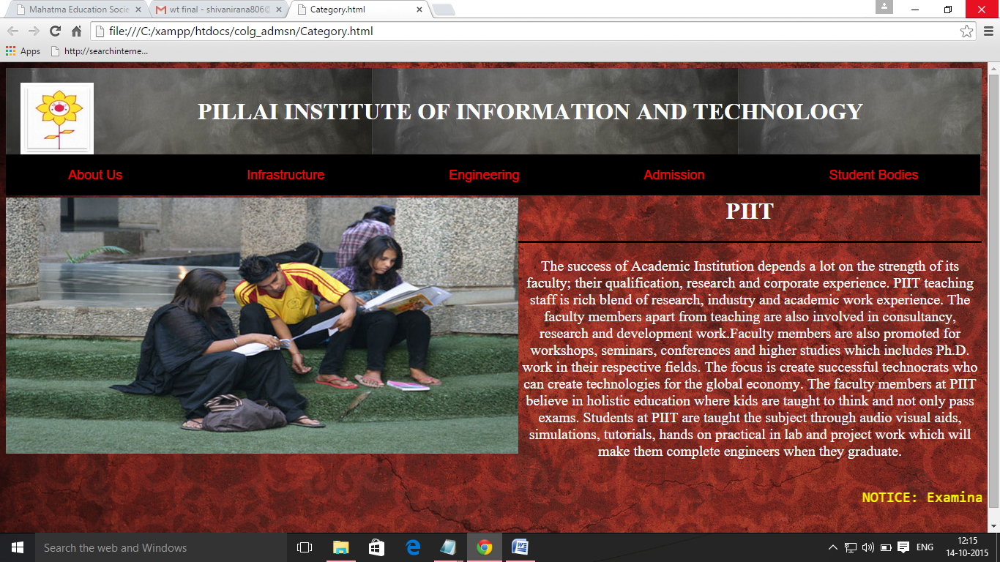 Mahatma Education Socie
wt final - shivanirana806@
Category.html
file:///C:/xampp/htdocs/colg_admsn/Category.html
Apps
http://searchinterne...
PILLAI INSTITUTE OF INFORMATION AND TECHNOLOGY
About Us Infrastructure Engineering Admission Student Bodies
PIIT
The success of Academic Institution depends a lot on the strength of its
faculty; their qualification, research and corporate experience. PIIT teaching
staff is rich blend of research, industry and academic work experience. The
faculty members apart from teaching are also involved in consultancy,
research and development work.Faculty members are also promoted for
workshops, seminars, conferences and higher studies which includes Ph.D.
work in their respective fields. The focus is create successful technocrats who
can create technologies for the global economy. The faculty members at PIIT
believe in holistic education where kids are taught to think and not only pass
exams. Students at PIIT are taught the subject through audio visual aids,
simulations, tutorials, hands on practical in lab and project work which will
make them complete engineers when they graduate.
NOTICE: Examina
Search the web and Windows
ENG
12:15
14-10-2015